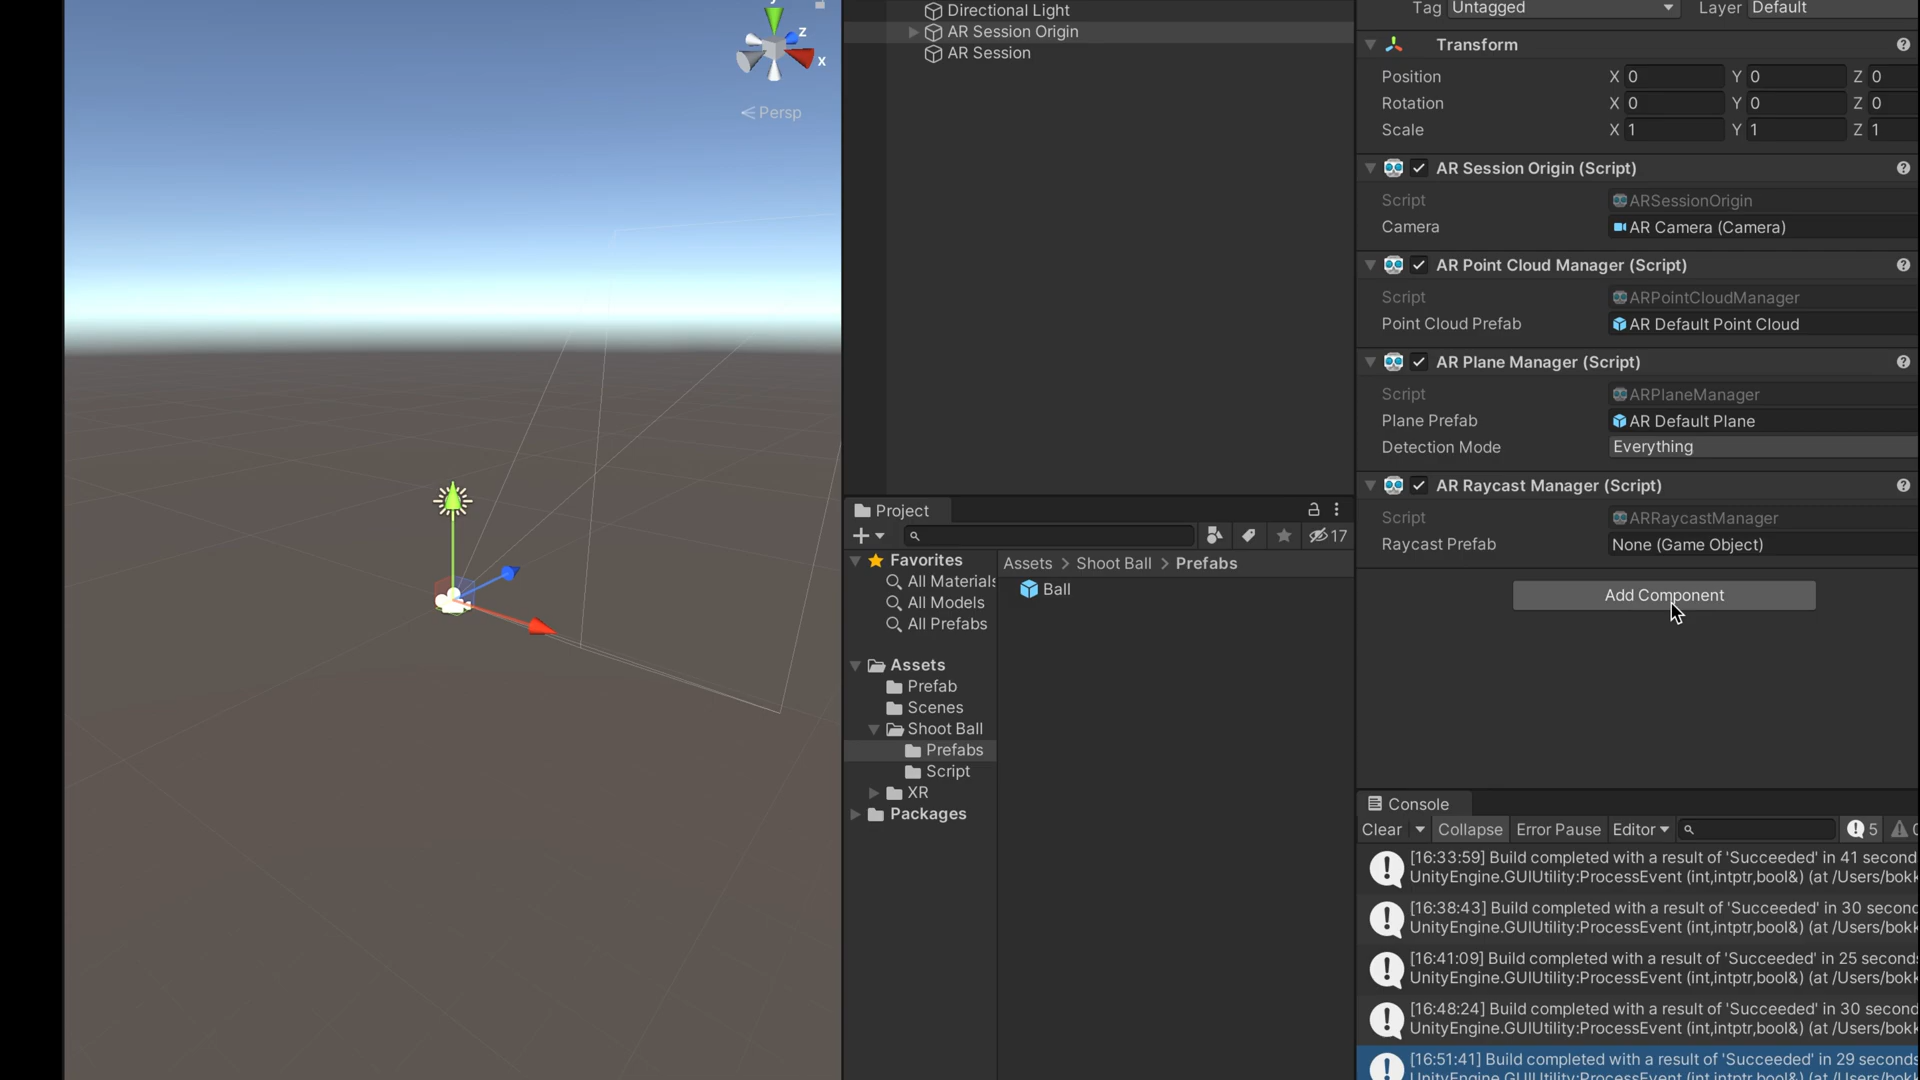 y
z
x
Persp
Directional Light
AR Session Origin
AR Session
Project
17
Favorites
All Materials
All Models
All Prefabs
Assets
Prefab
Scenes
Shoot Ball
Prefabs
Script
XR
Packages
Assets > Shoot Ball > Prefabs
Ball
Tag Untagged Layer Default
Transform
Position X 0 Y 0 Z 0
Rotation X 0 Y 0 Z 0
Scale X 1 Y 1 Z 1
AR Session Origin (Script)
Script ARSessionOrigin
Camera AR Camera (Camera)
AR Point Cloud Manager (Script)
Script ARPointCloudManager
Point Cloud Prefab AR Default Point Cloud
AR Plane Manager (Script)
Script ARPlaneManager
Plane Prefab AR Default Plane
Detection Mode Everything
AR Raycast Manager (Script)
Script ARRaycastManager
Raycast Prefab None (Game Object)
Add Component
Console
Clear Collapse Error Pause Editor 5
[16:33:59] Build completed with a result of 'Succeeded' in 41 second
UnityEngine.GUIUtility:ProcessEvent (int,intptr,bool&) (at /Users/bokk
[16:38:43] Build completed with a result of 'Succeeded' in 30 second
UnityEngine.GUIUtility:ProcessEvent (int,intptr,bool&) (at /Users/bokk
[16:41:09] Build completed with a result of 'Succeeded' in 25 seconds
UnityEngine.GUIUtility:ProcessEvent (int,intptr,bool&) (at /Users/bokk
[16:48:24] Build completed with a result of 'Succeeded' in 30 second
UnityEngine.GUIUtility:ProcessEvent (int,intptr,bool&) (at /Users/bokk
[16:51:41] Build completed with a result of 'Succeeded' in 29 seconds
UnityEngine.GUIUtility:ProcessEvent (int,intptr,bool&) (at /Users/bokk